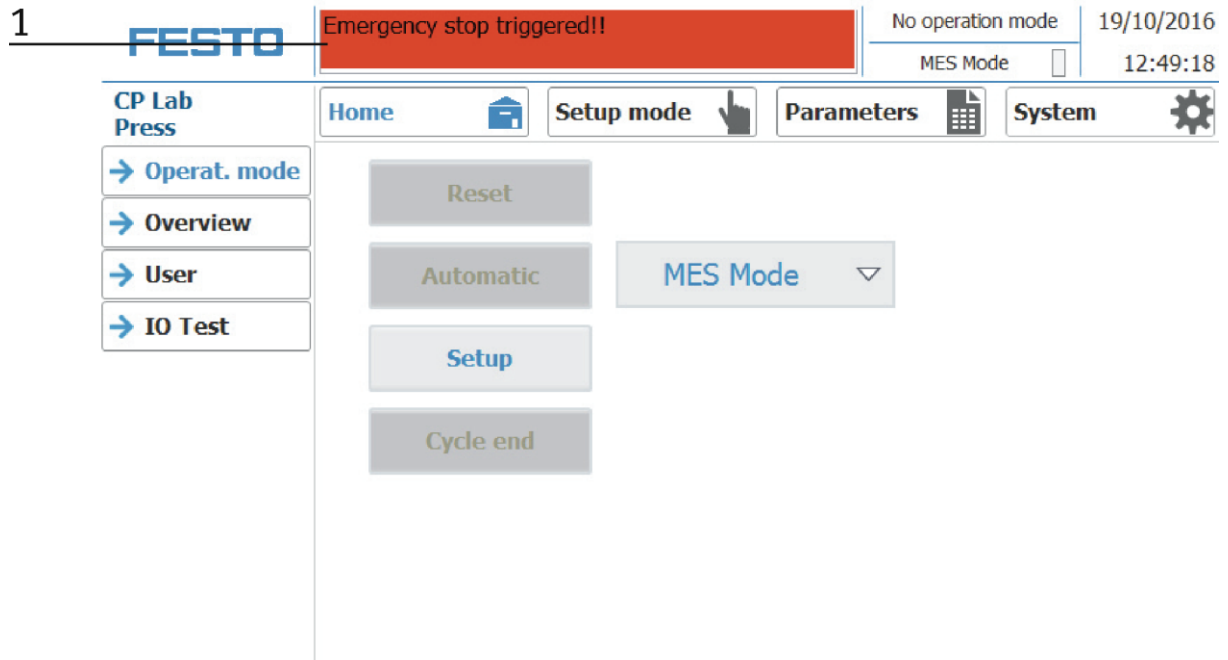 1
FESTO
Emergency stop triggered!!
No operation mode
19/10/2016
MES Mode
12:49:18
CP Lab
Press
Home
Setup mode
Parameters
System
Operat. mode
Overview
User
IO Test
Reset
Automatic
MES Mode
Setup
Cycle end